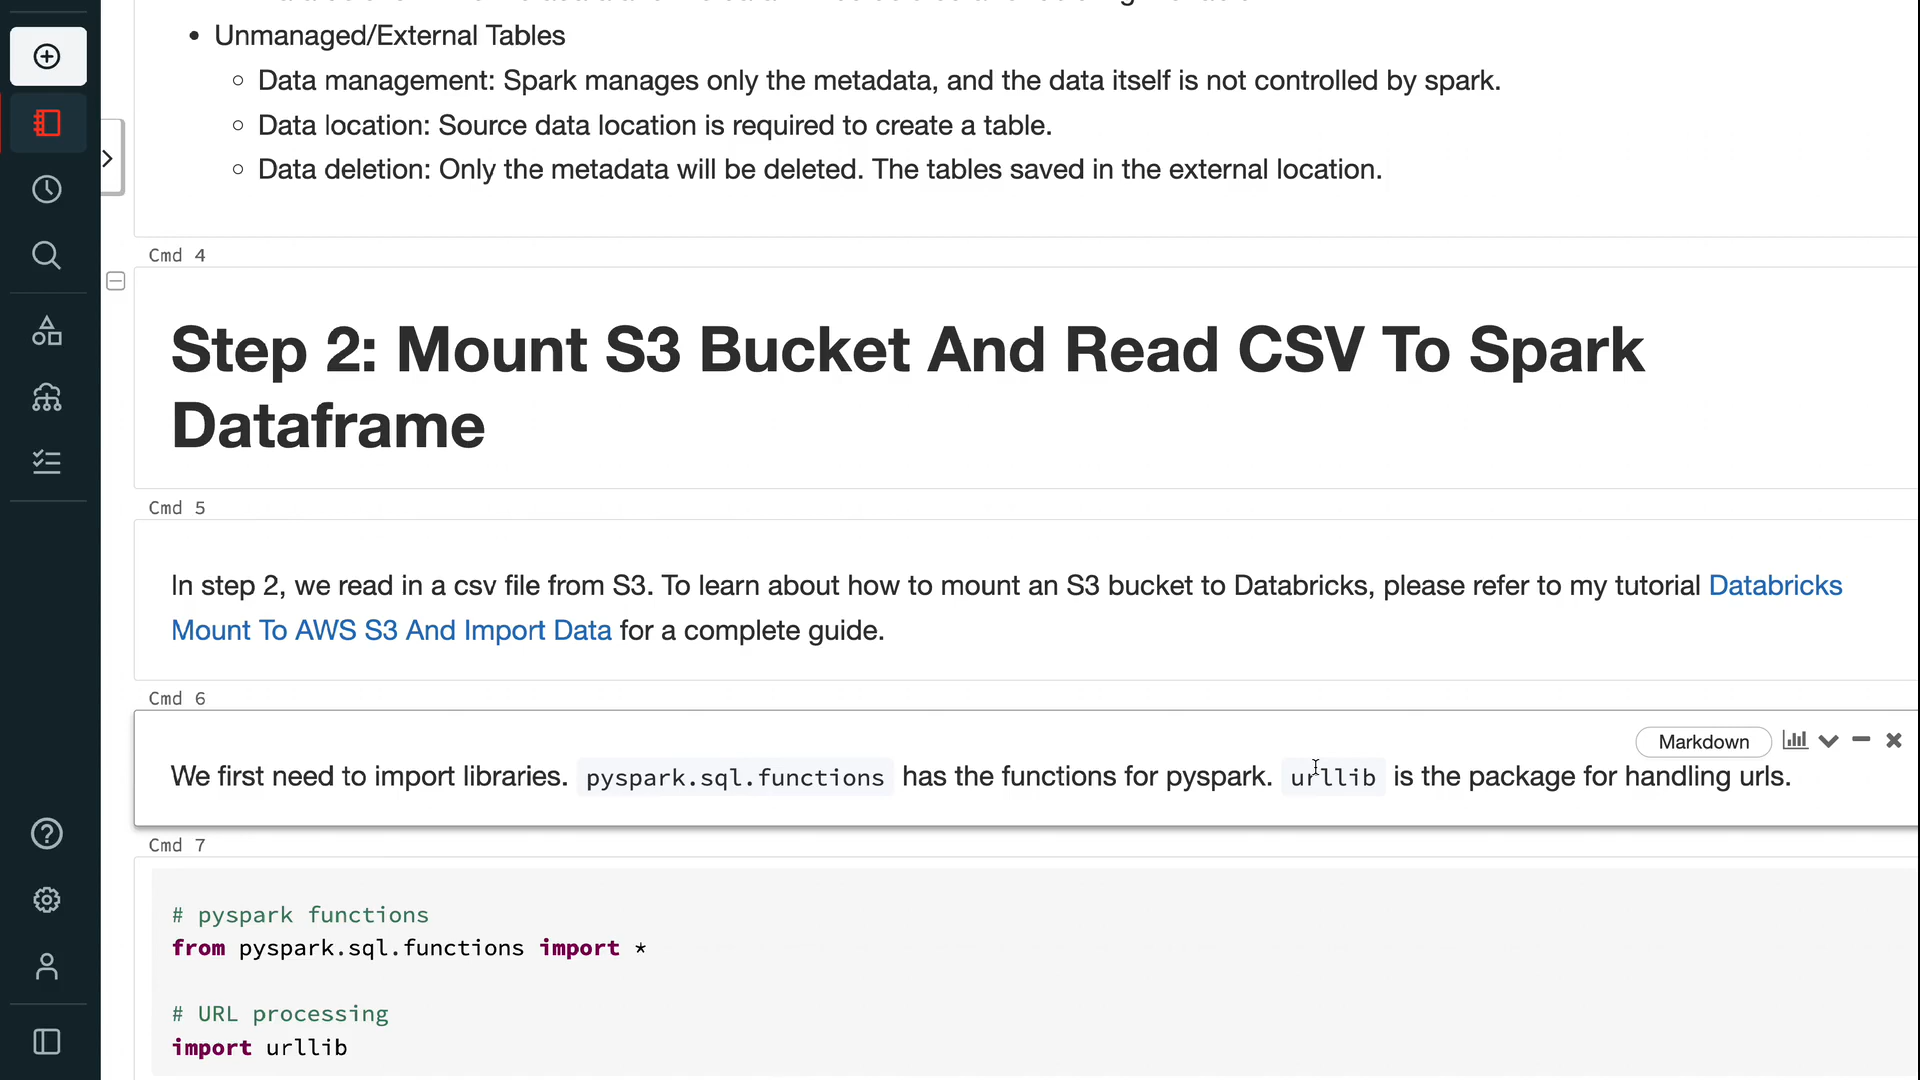 Unmanaged/External Tables
Data management: Spark manages only the metadata, and the data itself is not controlled by spark.
Data location: Source data location is required to create a table.
Data deletion: Only the metadata will be deleted. The tables saved in the external location.
Cmd 4
Step 2: Mount S3 Bucket And Read CSV To Spark
Dataframe
Cmd 5
In step 2, we read in a csv file from S3. To learn about how to mount an S3 bucket to Databricks, please refer to my tutorial Databricks
Mount To AWS S3 And Import Data for a complete guide.
Cmd 6
Markdown
We first need to import libraries. pyspark.sql.functions has the functions for pyspark. urllib is the package for handling urls.
Cmd 7
# pyspark functions
from pyspark.sql.functions import *
# URL processing
import urllib